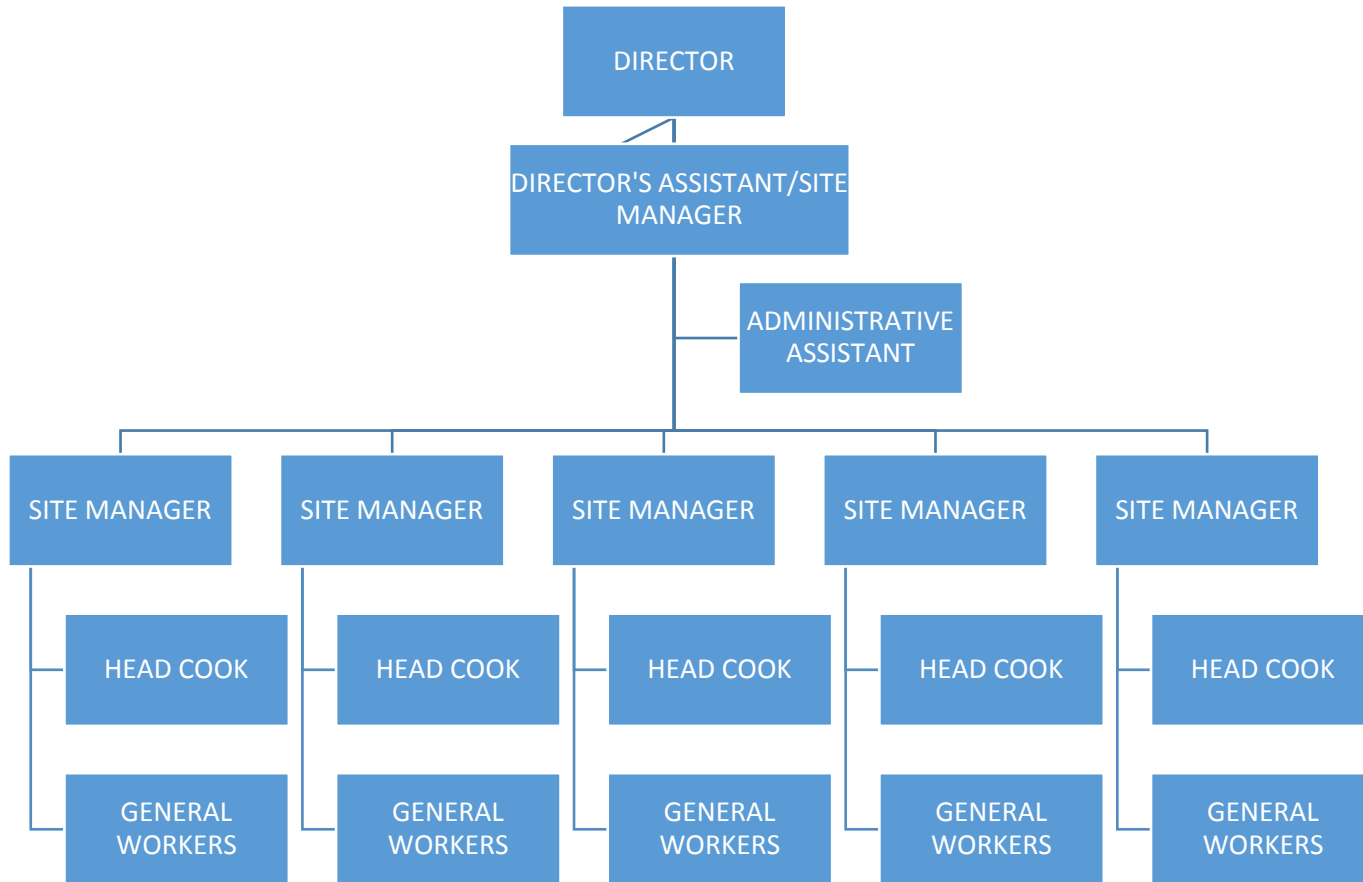 DIRECTOR
DIRECTOR'S ASSISTANT/SITE
MANAGER
ADMINISTRATIVE
ASSISTANT
SITE MANAGER
SITE MANAGER
SITE MANAGER
SITE MANAGER
SITE MANAGER
HEAD COOK
HEAD COOK
HEAD COOK
HEAD COOK
HEAD COOK
GENERAL
WORKERS
GENERAL
WORKERS
GENERAL
WORKERS
GENERAL
WORKERS
GENERAL
WORKERS